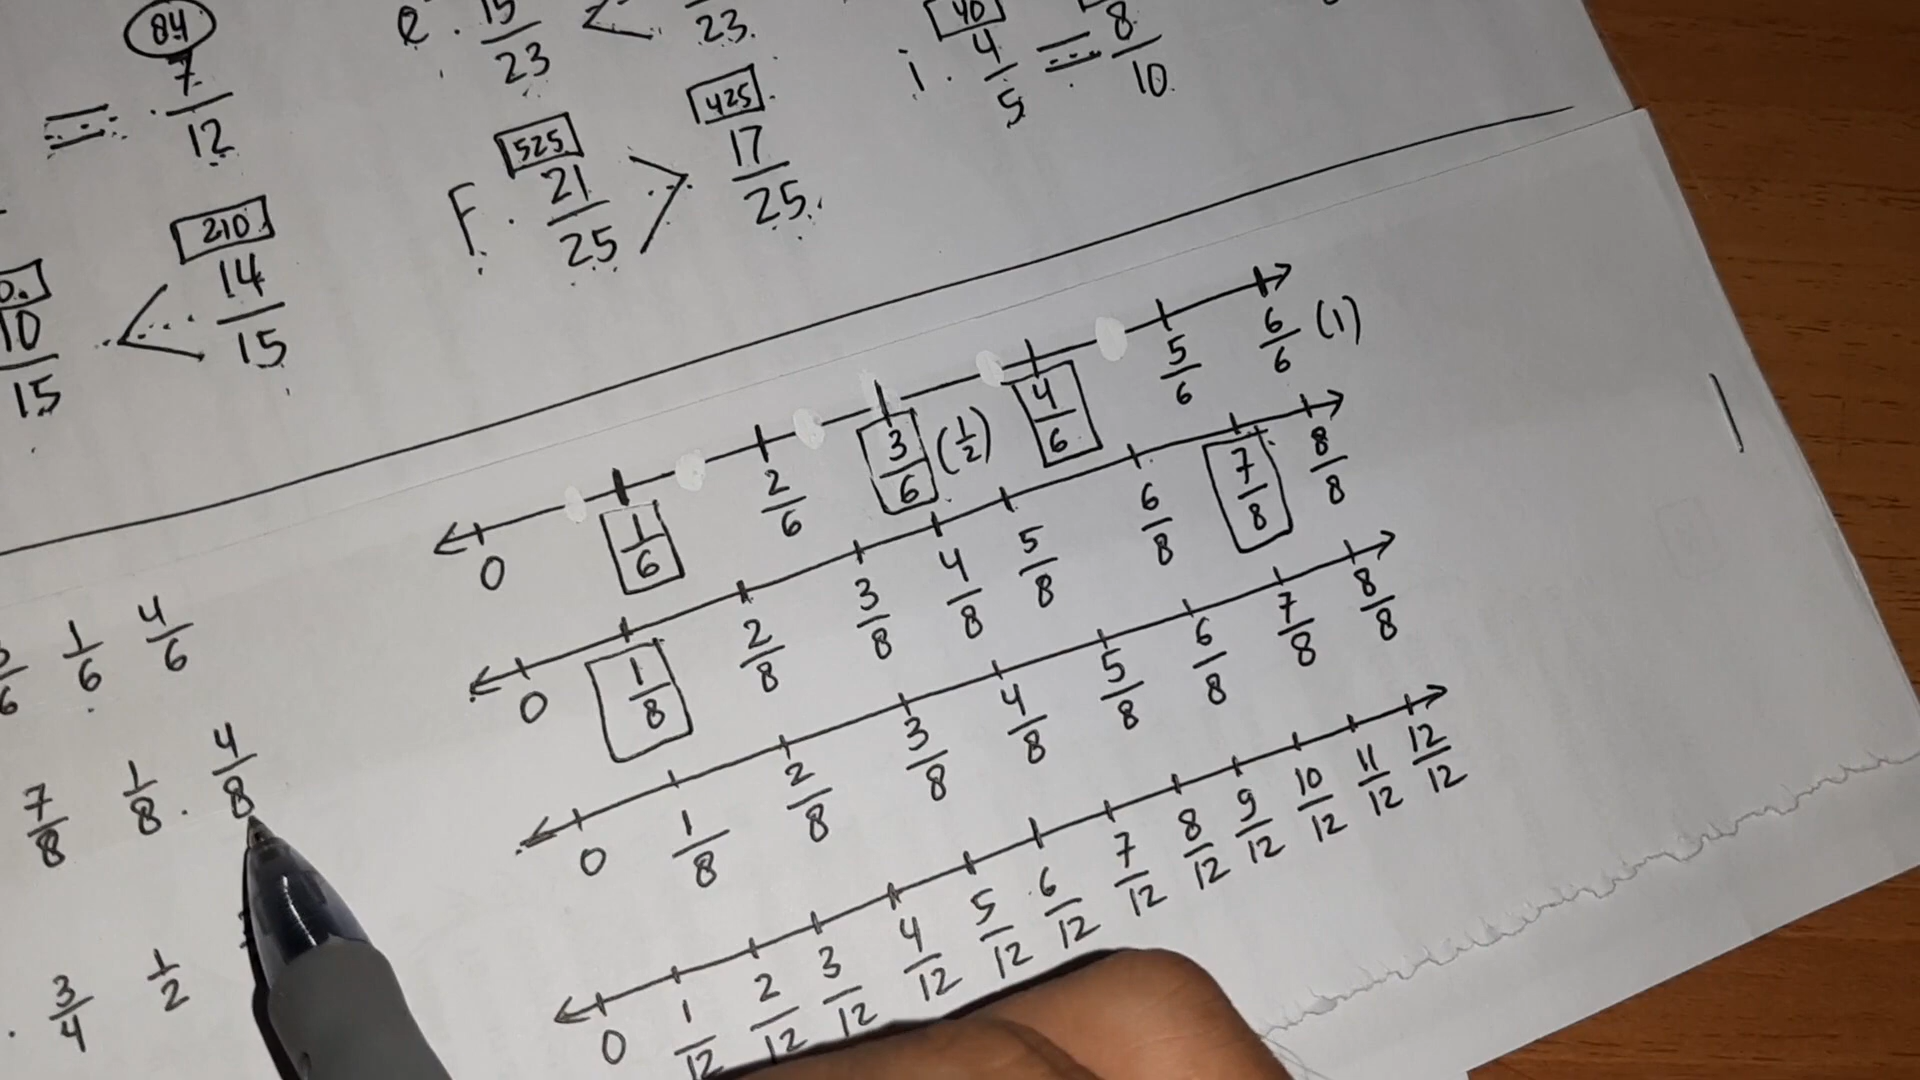 84
= 7/12
e. 15/23 < /23
40
i. 4/5 = 8/10
525 425
F. 21/25 > 17/25
210
10/15 < 14/15
0 1/6 2/6 3/6 (1/2) 4/6 5/6 6/6 (1)
0 1/8 2/8 3/8 4/8 5/8 6/8 7/8 8/8
0 1/8 2/8 3/8 4/8 5/8 6/8 7/8 8/8
0 1/12 2/12 3/12 4/12 5/12 6/12 7/12 8/12 9/12 10/12 11/12 12/12
1/6 4/6
7/8 1/8 . 4/8
. 3/4 1/2